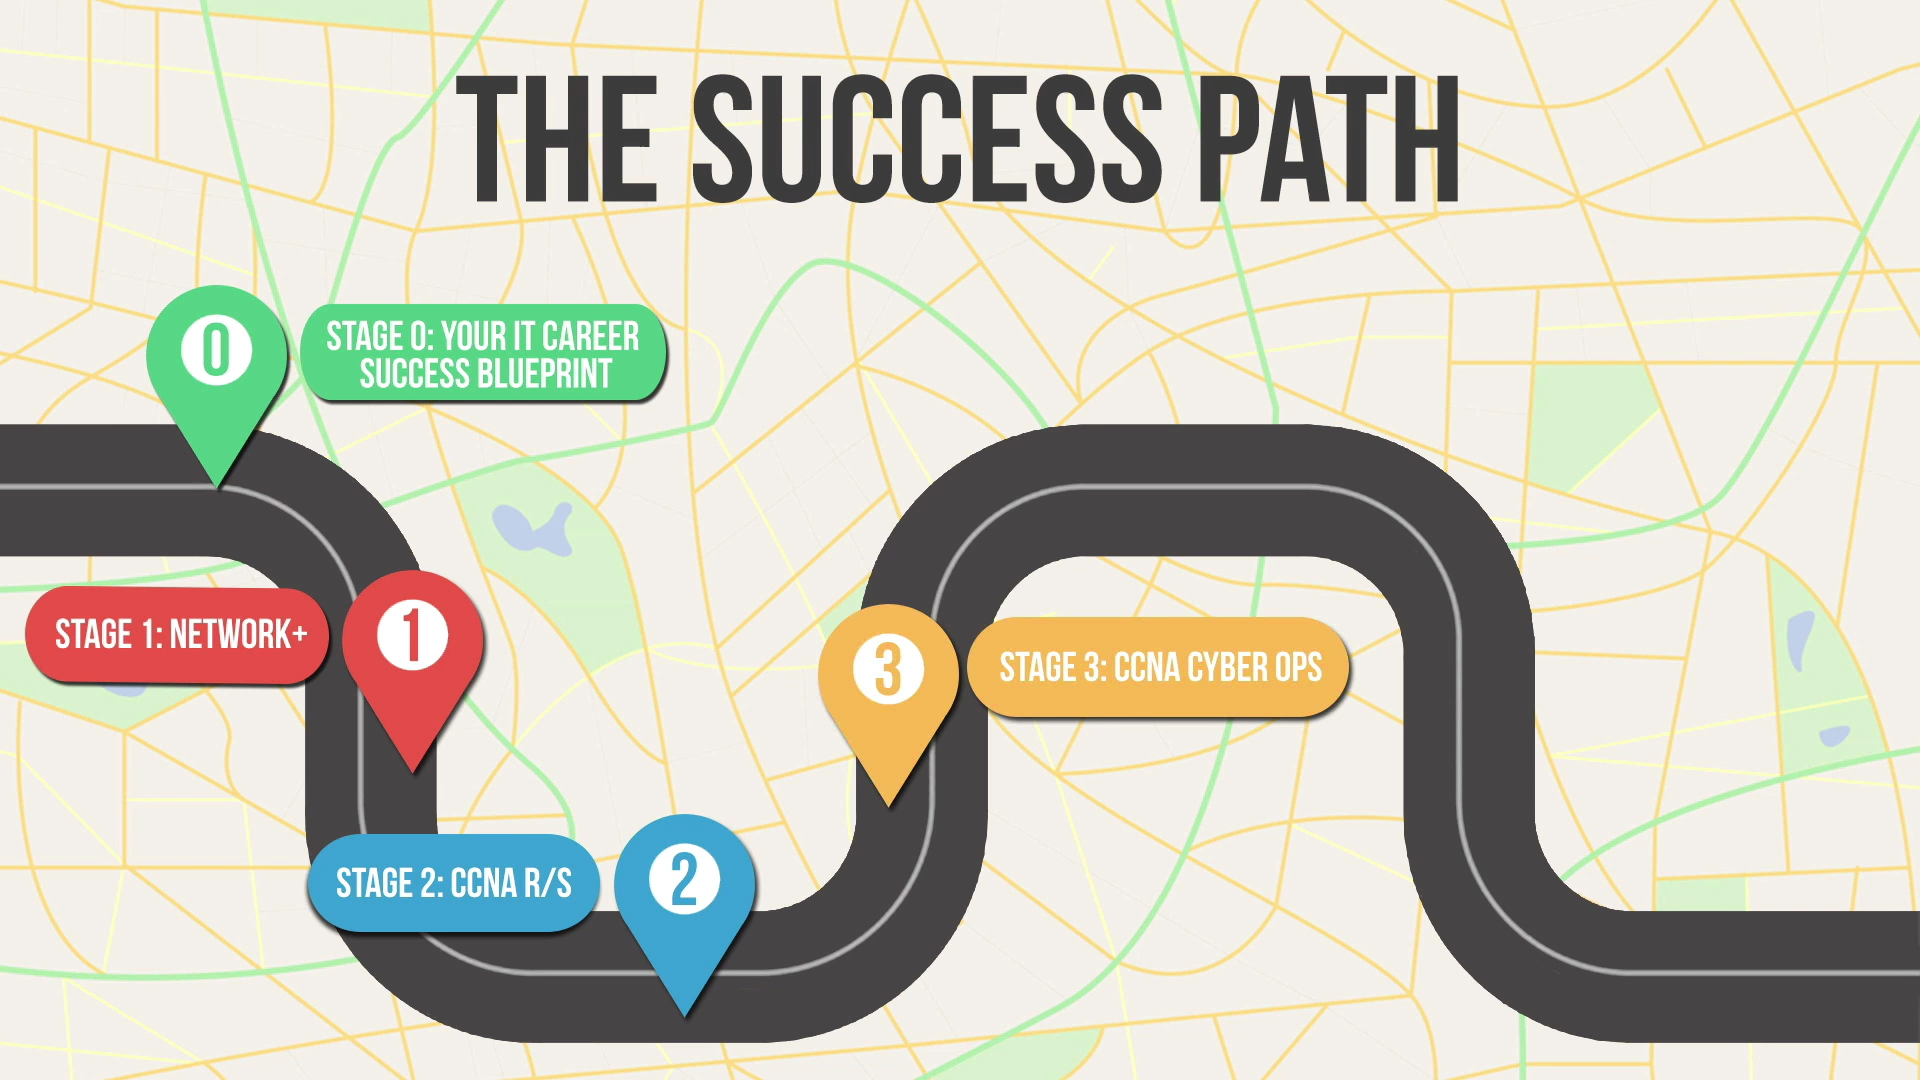 THE SUCCESS PATH
0
STAGE 0: YOUR IT CAREER
SUCCESS BLUEPRINT
STAGE 1: NETWORK+
1
3
STAGE 3: CCNA CYBER OPS
STAGE 2: CCNA R/S
2